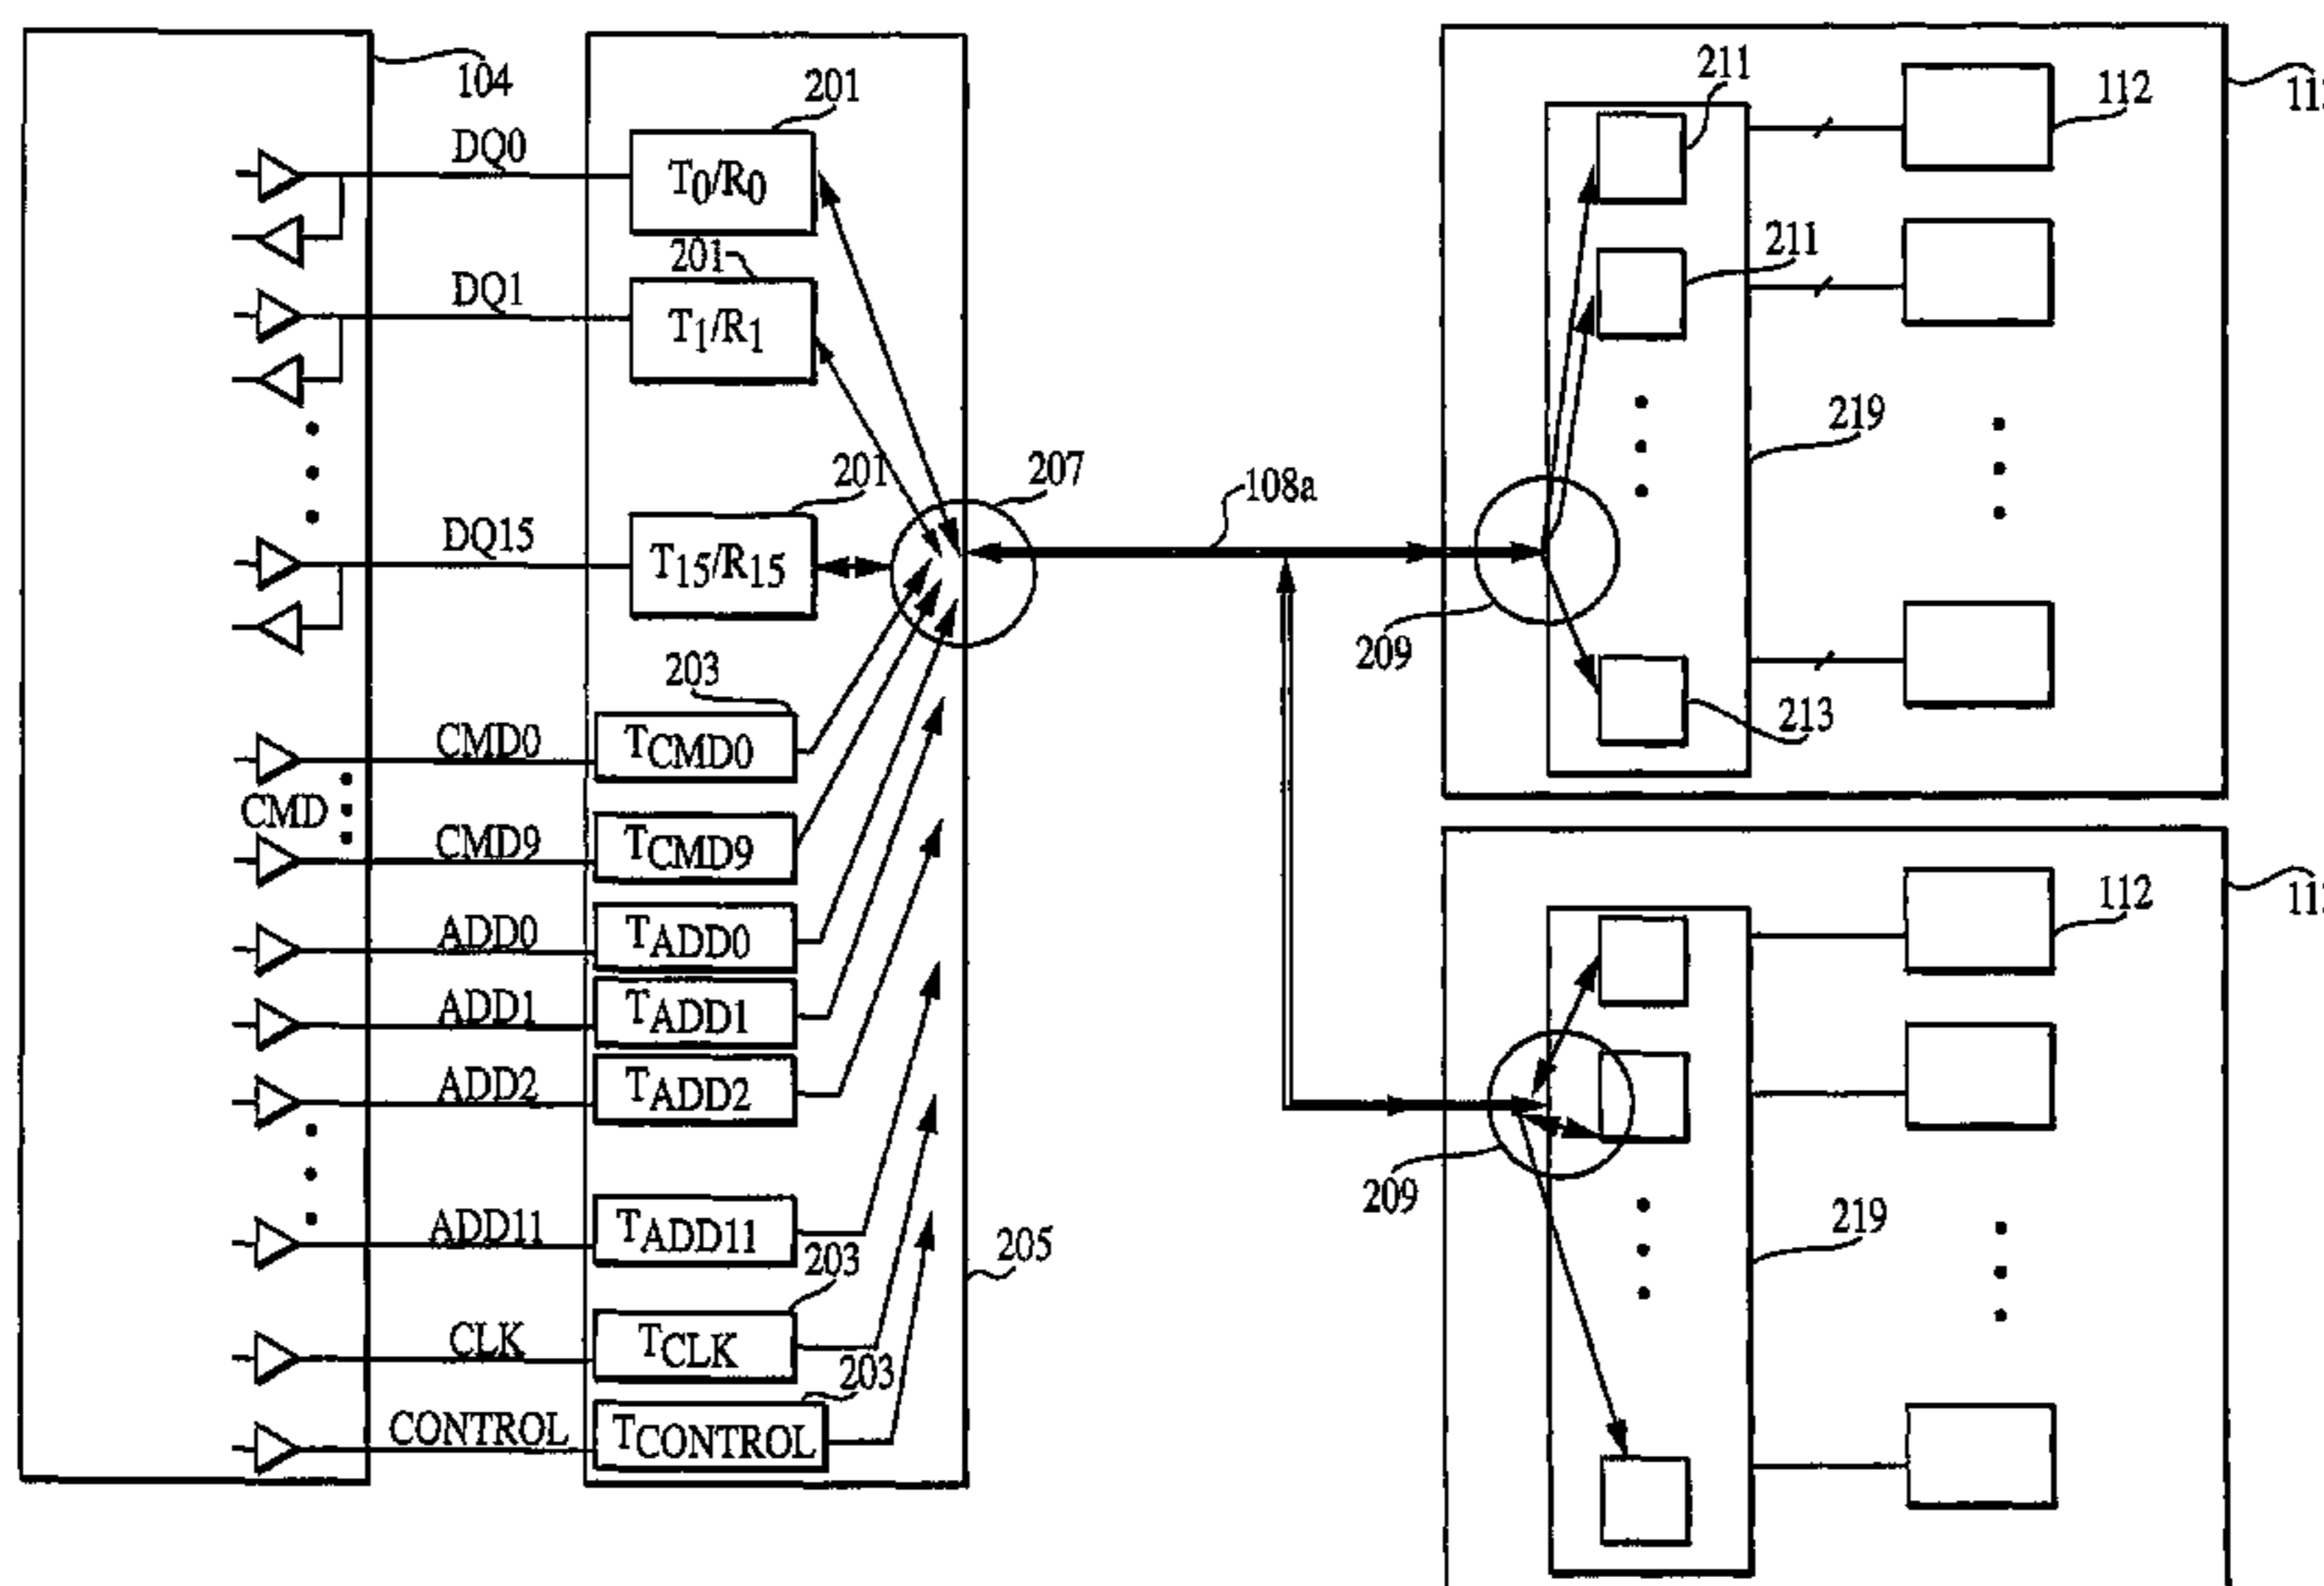 104
DQ0
DQ1
DQ15
CMD0
CMD
CMD9
ADD0
ADD1
ADD2
ADD11
CLK
CONTROL
201
T0/R0
201
T1/R1
201
T15/R15
203
TCMD0
TCMD9
TADD0
TADD1
TADD2
TADD11
203
TCLK
203
TCONTROL
205
207
108a
209
211
211
213
219
112
209
219
112